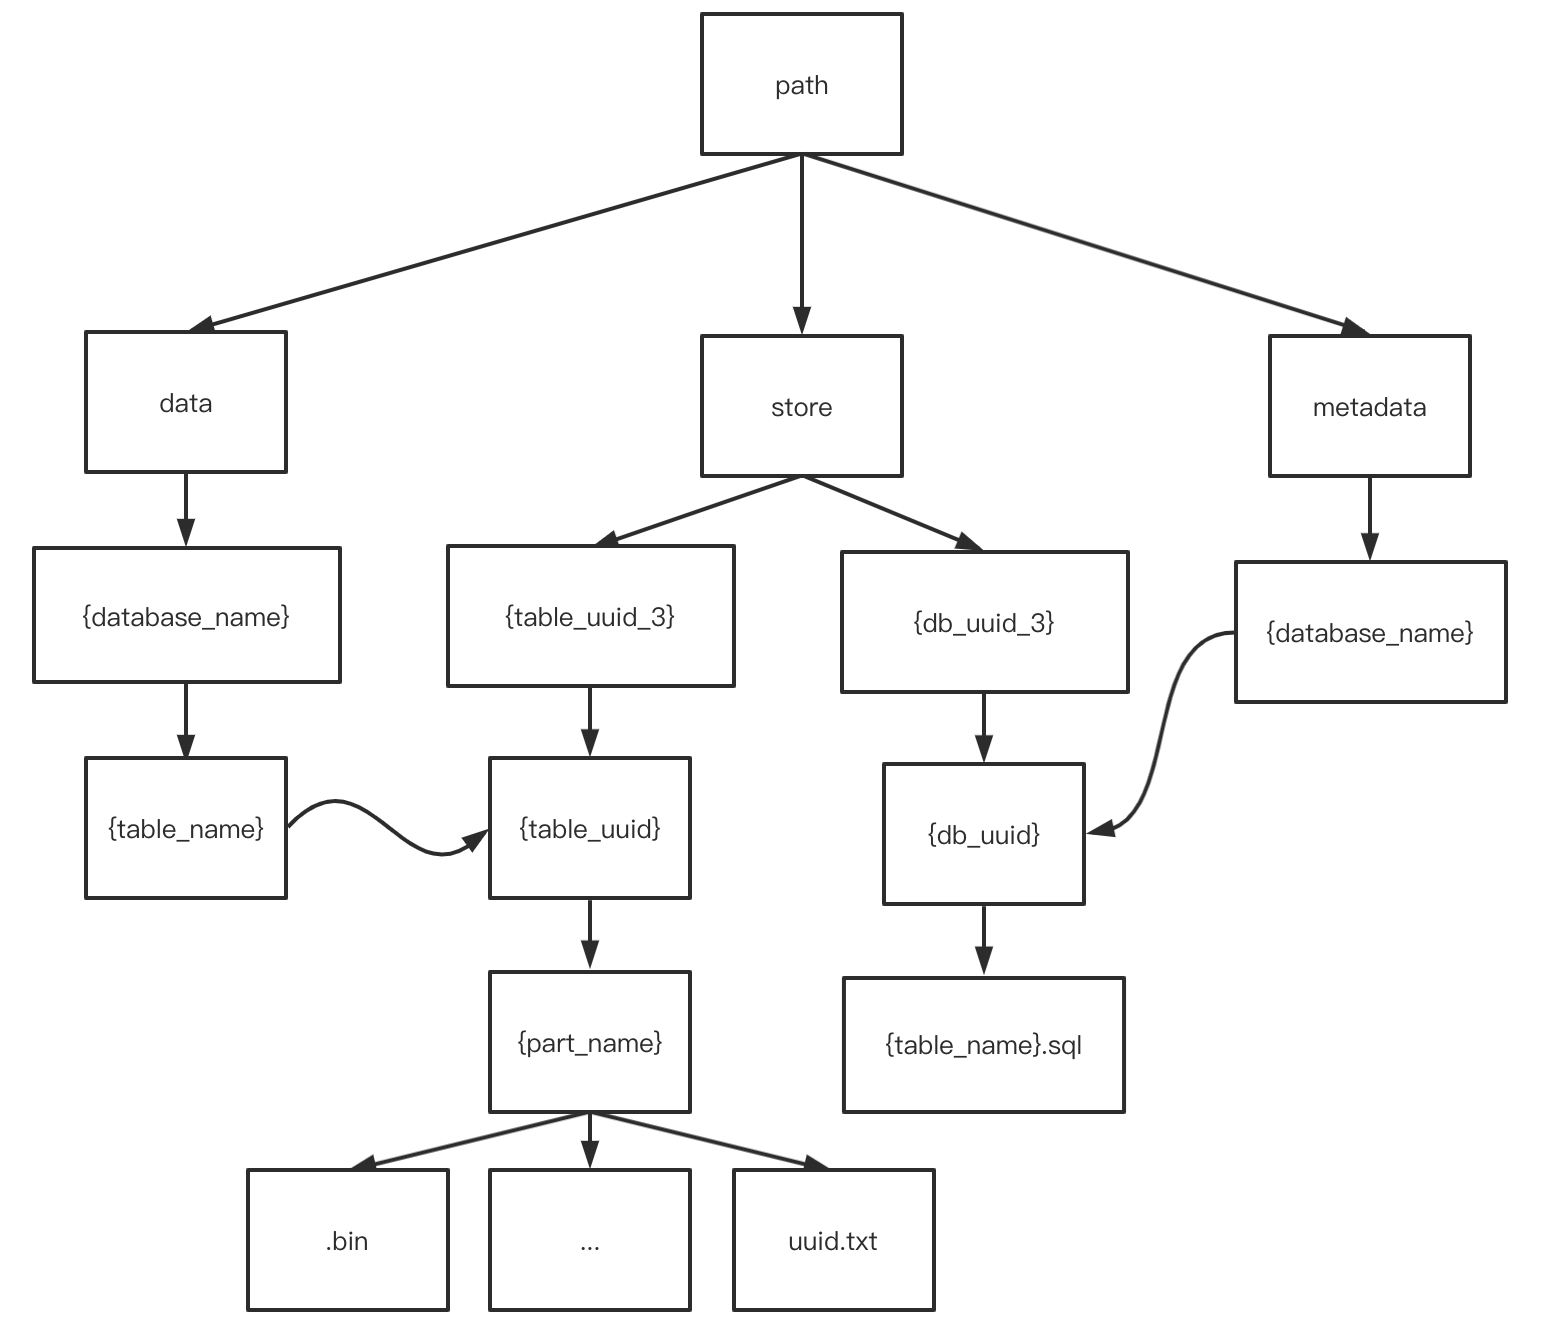 path
data
store
metadata
{database_name}
{table_uuid_3}
{db_uuid_3}
{database_name}
{table_name}
{table_uuid}
{db_uuid}
{part_name}
{table_name}.sql
.bin
...
uuid.txt